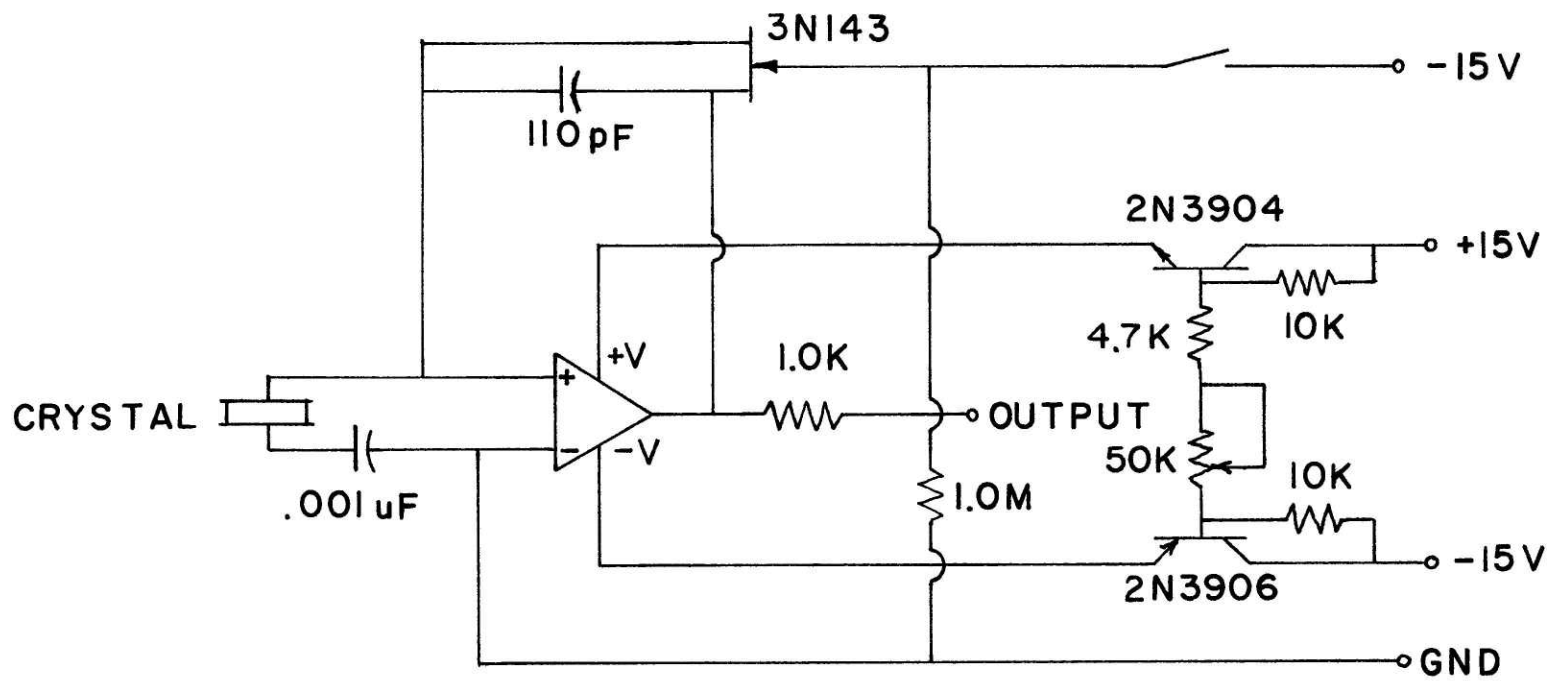 3N143
-15V
110pF
2N3904
+15V
10K
4.7K
+V
1.0K
+
CRYSTAL
OUTPUT
-
-V
50K
10K
.001uF
1.0M
-15V
2N3906
GND